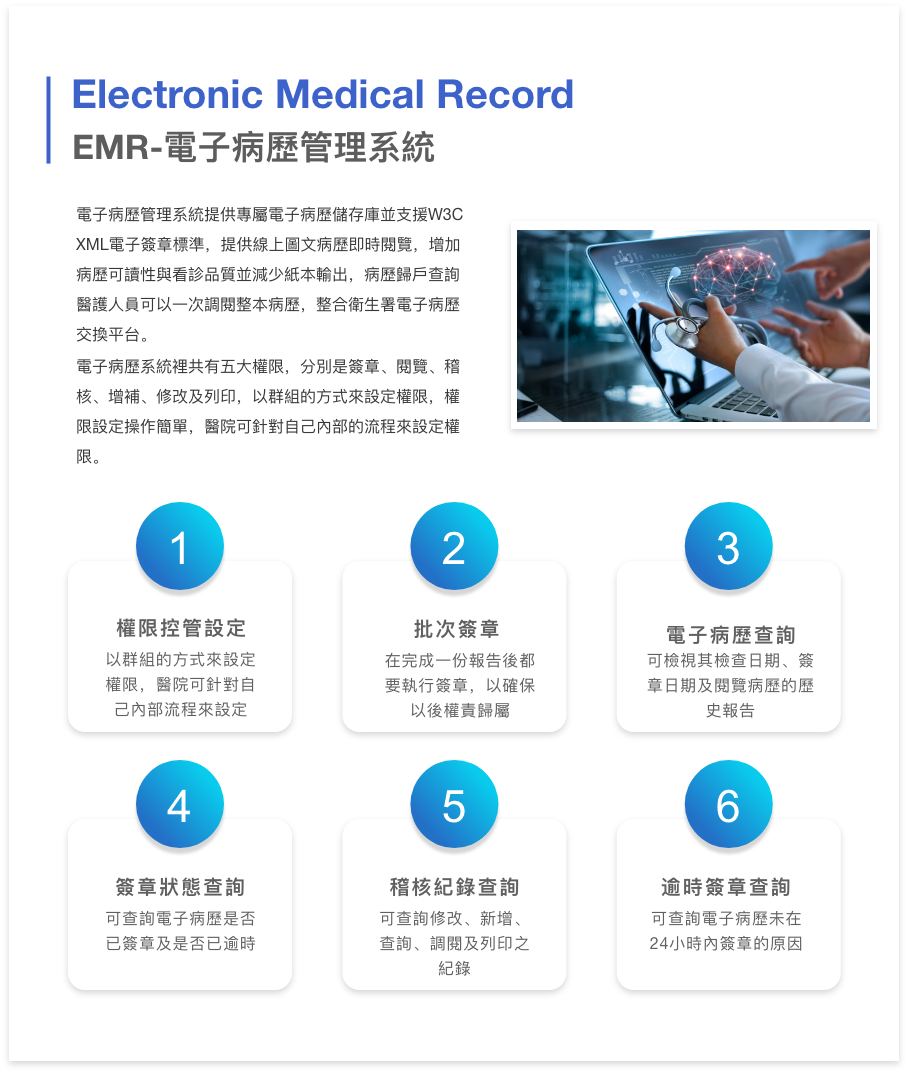 Electronic Medical Record
EMR-電子病歷管理系統
電子病歷管理系統提供專屬電子病歷儲存庫並支援W3C
XML電子簽章標準，提供線上圖文病歷即時閱覽，增加
病歷可讀性與看診品質並減少紙本輸出，病歷歸戶查詢
醫護人員可以一次調閱整本病歷，整合衛生署電子病歷
交換平台。
電子病歷系統裡共有五大權限，分別是簽章、閱覽、稽
核、增補、修改及列印，以群組的方式來設定權限，權
限設定操作簡單，醫院可針對自己內部的流程來設定權
限。
1
權限控管設定
以群組的方式來設定
權限，醫院可針對自
己內部流程來設定
2
批次簽章
在完成一份報告後都
要執行簽章，以確保
以後權責歸屬
3
電子病歷查詢
可檢視其檢查日期、簽
章日期及閱覽病歷的歷
史報告
4
簽章狀態查詢
可查詢電子病歷是否
已簽章及是否已逾時
5
稽核紀錄查詢
可查詢修改、新增、
查詢、調閱及列印之
紀錄
6
逾時簽章查詢
可查詢電子病歷未在
24小時內簽章的原因